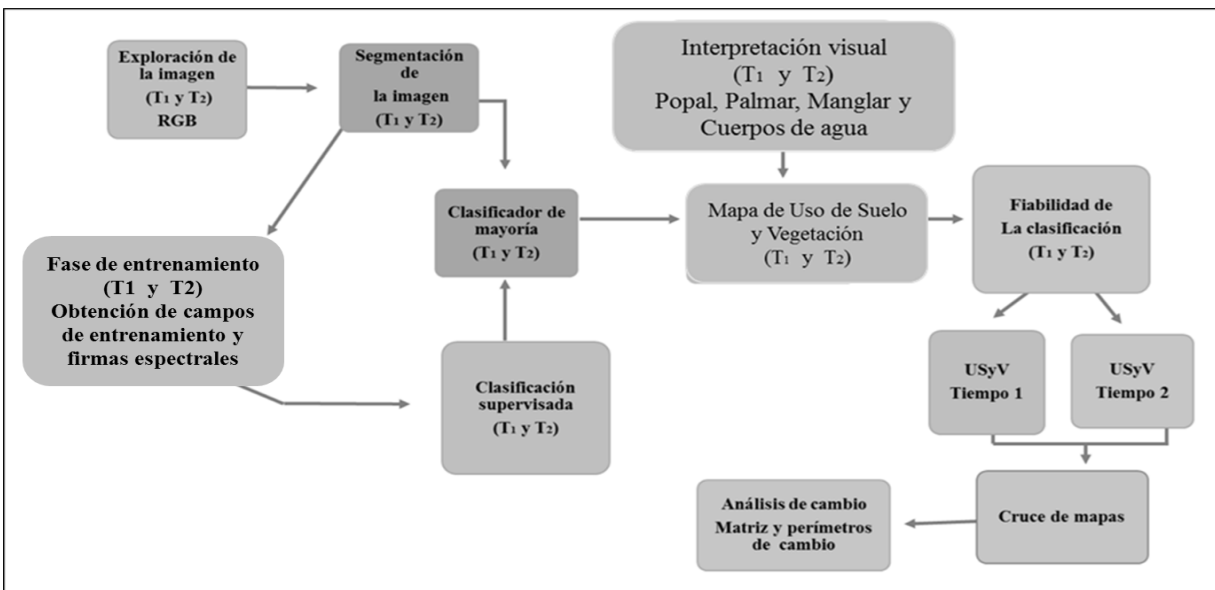 Exploración de
la imagen
(T1 y T2)
RGB
Segmentación
de
la imagen
(T1 y T2)
Interpretación visual
(T1 y T2)
Popal, Palmar, Manglar y
Cuerpos de agua
Clasificador de
mayoría
(T1 y T2)
Mapa de Uso de Suelo
y Vegetación
(T1 y T2)
Fiabilidad de
La clasificación
(T1 y T2)
Fase de entrenamiento
(T1 y T2)
Obtención de campos
de entrenamiento y
firmas espectrales
Clasificación
supervisada
(T1 y T2)
USyV
Tiempo 1
USyV
Tiempo 2
Cruce de mapas
Análisis de cambio
Matriz y perímetros
de cambio